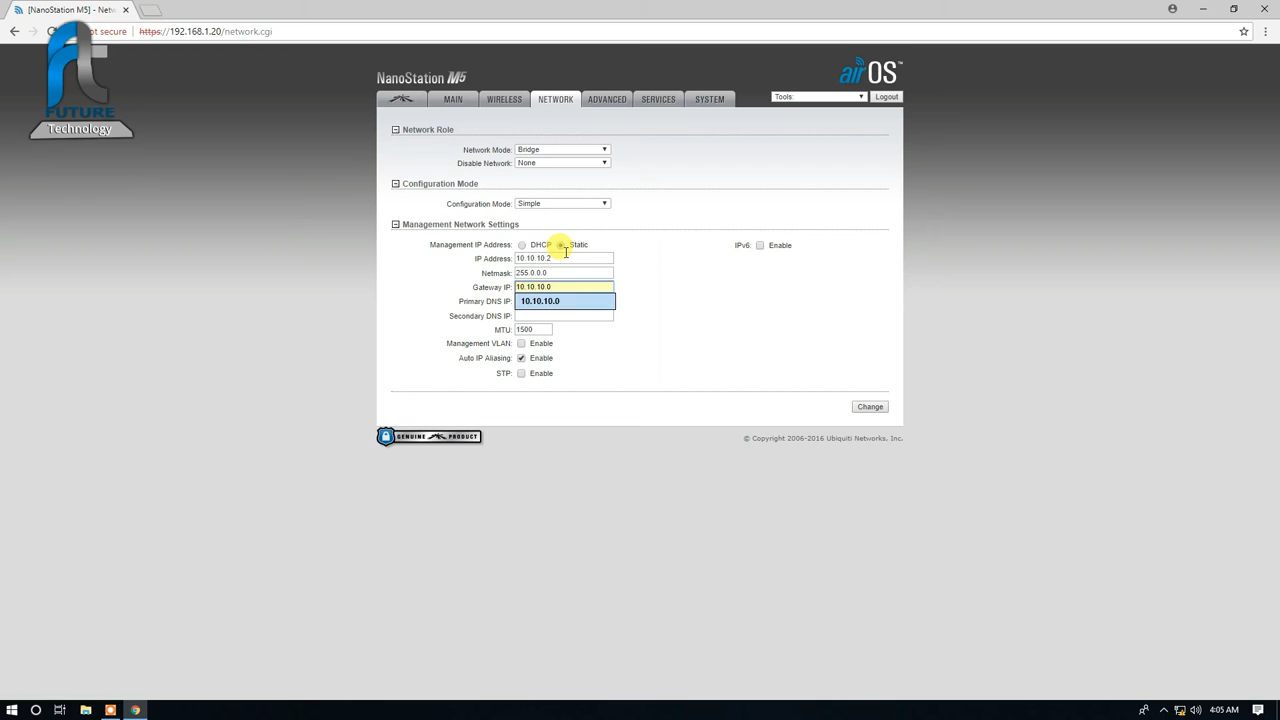 [NanoStation M5] - Netw
Not secure
https://192.168.1.20/network.cgi
FUTURE
Technology
NanoStation M5
airOS™
MAIN
WIRELESS
NETWORK
ADVANCED
SERVICES
SYSTEM
Tools:
Logout
Network Role
Network Mode: Bridge
Disable Network: None
Configuration Mode
Configuration Mode: Simple
Management Network Settings
Management IP Address: DHCP Static
IPv6: Enable
IP Address: 10.10.10.2
Netmask: 255.0.0.0
Gateway IP: 10.10.10.0
Primary DNS IP:
10.10.10.0
Secondary DNS IP:
MTU: 1500
Management VLAN: Enable
Auto IP Aliasing: Enable
STP: Enable
Change
GENUINE PRODUCT
© Copyright 2006-2016 Ubiquiti Networks, Inc.
4:05 AM